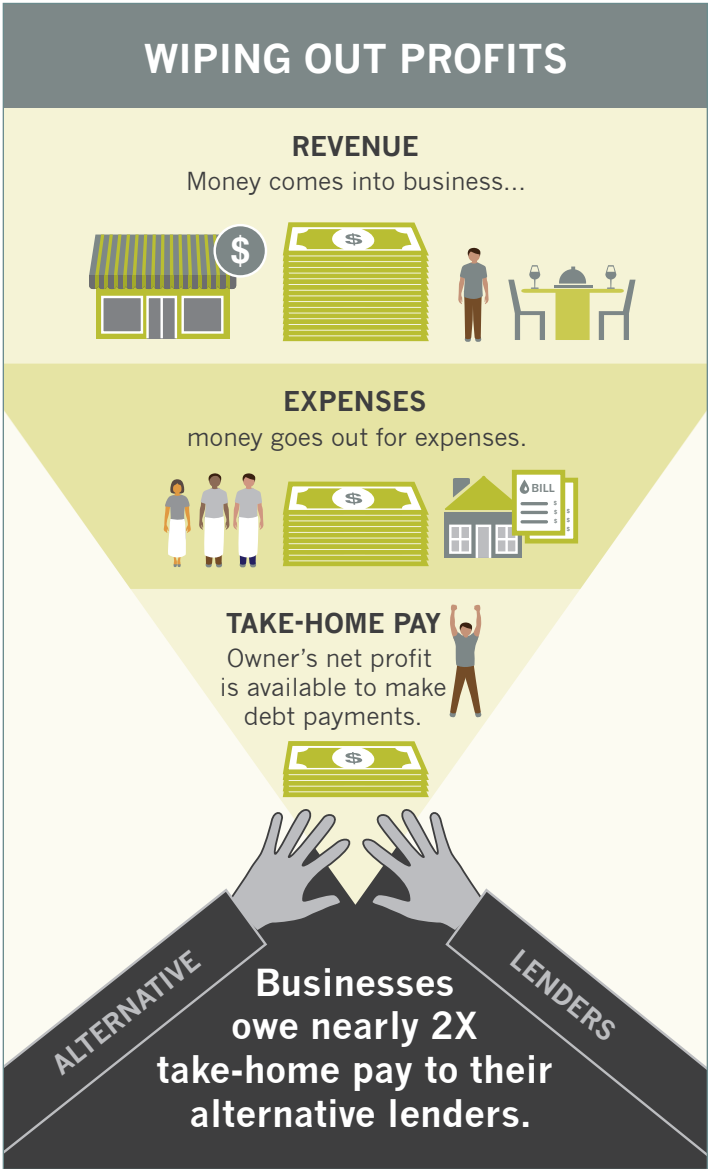 WIPING OUT PROFITS
REVENUE
Money comes into business...
$
$
EXPENSES
money goes out for expenses.
$
BILL
$
$
$
$
$
$
TAKE-HOME PAY
Owner's net profit
is available to make
debt payments.
$
ALTERNATIVE
LENDERS
Businesses
owe nearly 2X
take-home pay to their
alternative lenders.